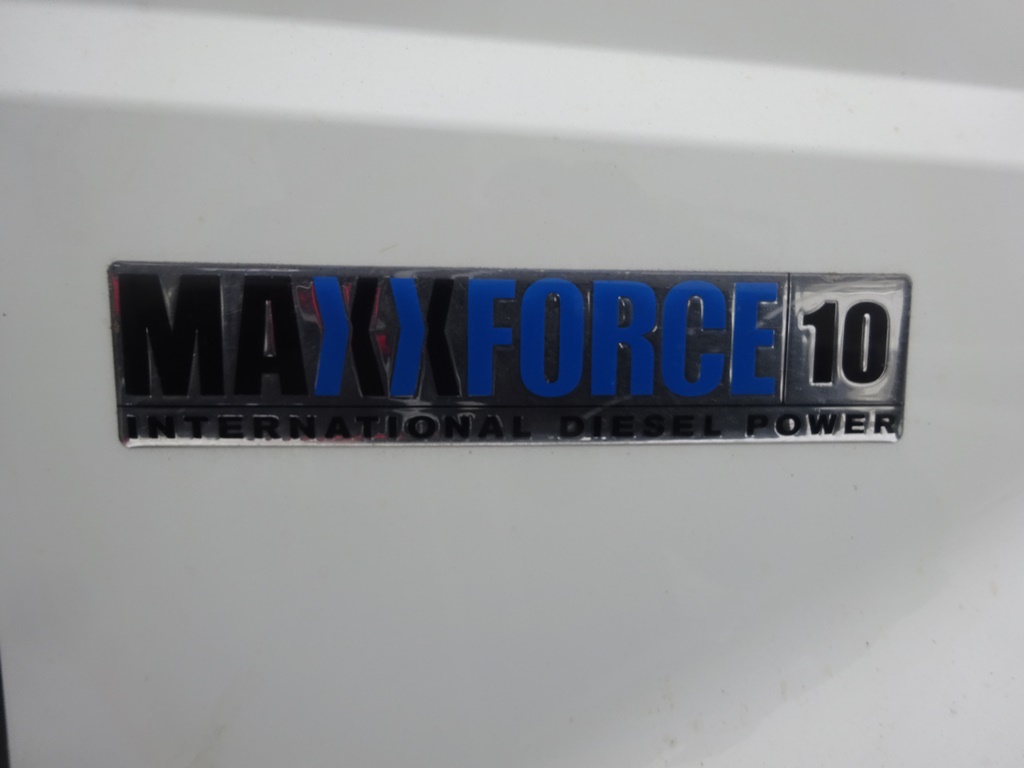 MAXXFORCE 10
INTERNATIONAL DIESEL POWER